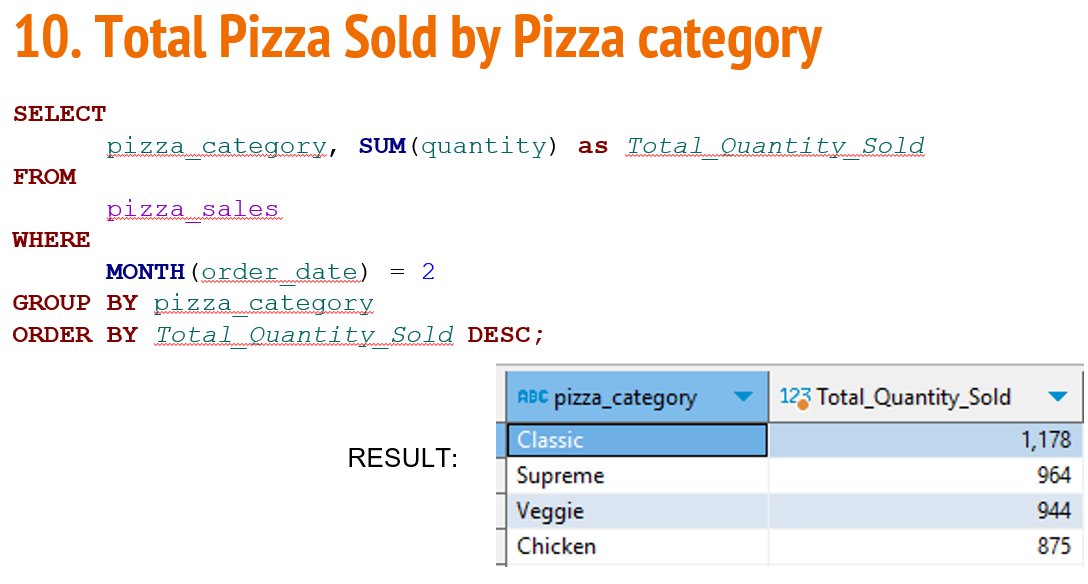 10. Total Pizza Sold by Pizza category
SELECT
pizza_category, SUM(quantity) as Total_Quantity_Sold
FROM
pizza_sales
WHERE
MONTH(order_date) = 2
GROUP BY pizza_category
ORDER BY Total_Quantity_Sold DESC;
RESULT:
ABC pizza_category 123 Total_Quantity_Sold
Classic 1,178
Supreme 964
Veggie 944
Chicken 875